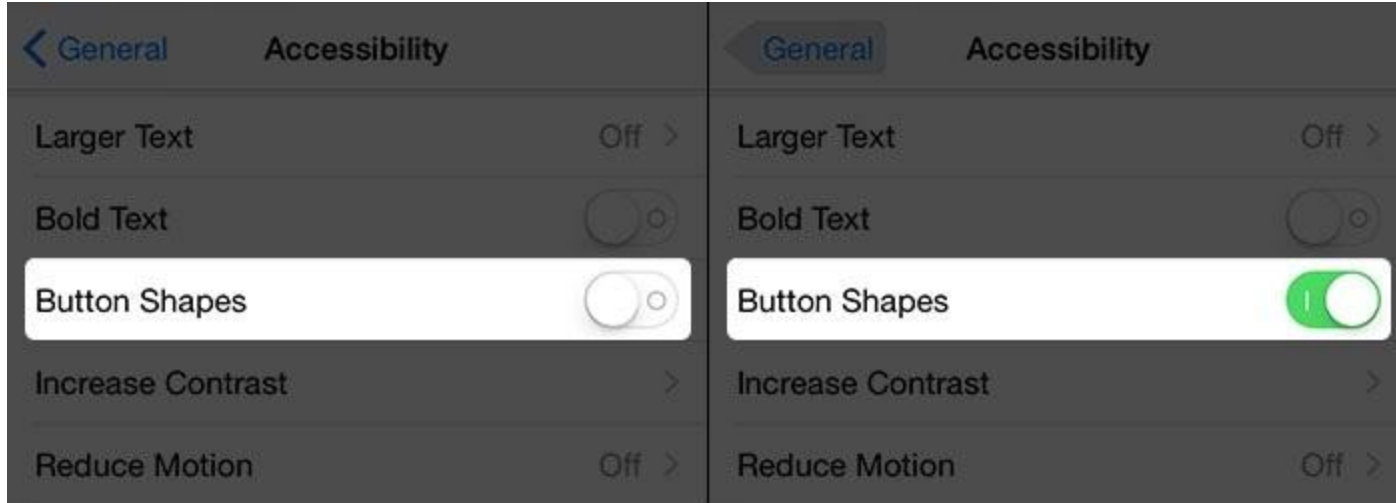 General Accessibility
Larger Text Off
Bold Text
Button Shapes
Increase Contrast
Reduce Motion Off
General Accessibility
Larger Text Off
Bold Text
Button Shapes
Increase Contrast
Reduce Motion Off